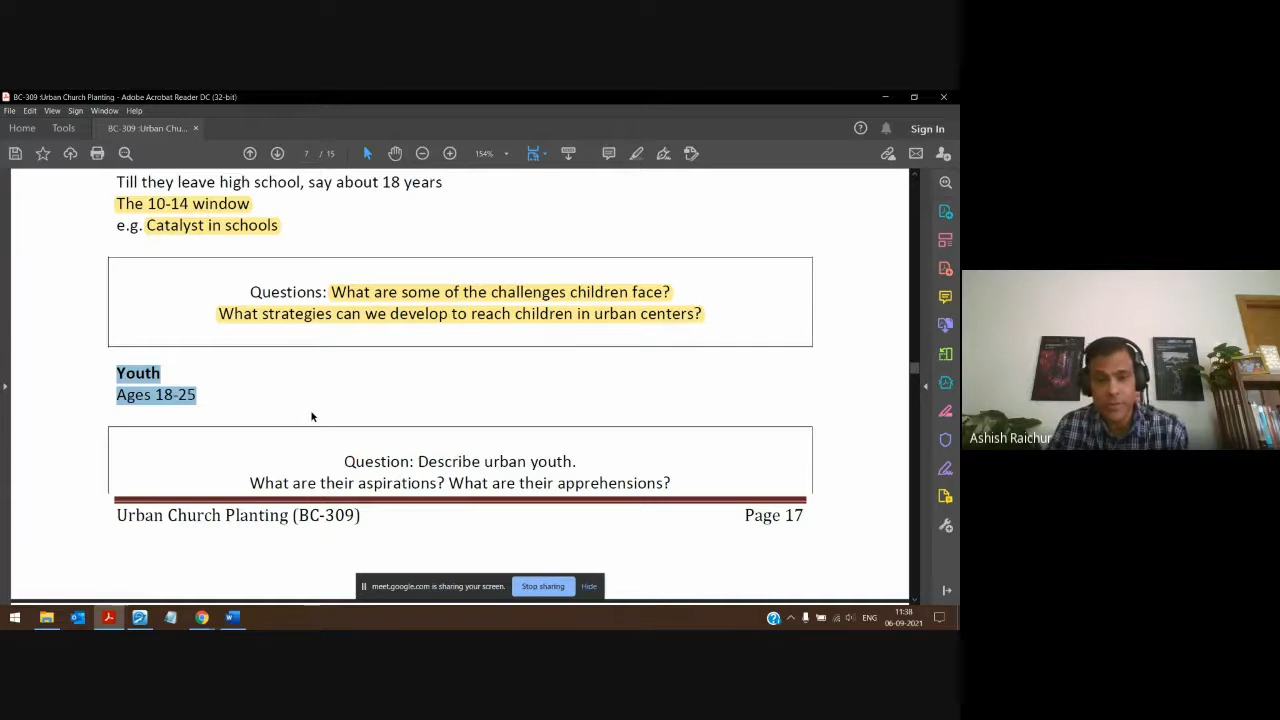 BC-309 :Urban Church Planting - Adobe Acrobat Reader DC (32-bit)
File Edit View Sign Window Help
Home Tools BC-309 :Urban Chu... × Sign In
7 / 15 154%
Till they leave high school, say about 18 years
The 10-14 window
e.g. Catalyst in schools
Questions: What are some of the challenges children face?
What strategies can we develop to reach children in urban centers?
Youth
Ages 18-25
Question: Describe urban youth.
What are their aspirations? What are their apprehensions?
Urban Church Planting (BC-309) Page 17
meet.google.com is sharing your screen. Stop sharing Hide
ENG
11:38
06-09-2021
Ashish Raichur